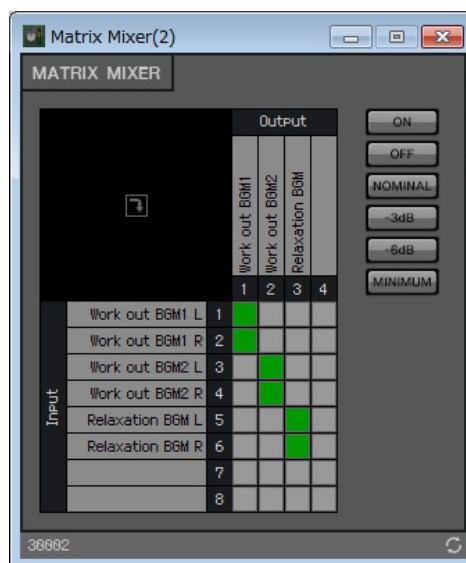 Matrix Mixer(2)
MATRIX MIXER
Output
Work out BGM1
Work out BGM2
Relaxation BGM
1 2 3 4
Input
Work out BGM1 L 1
Work out BGM1 R 2
Work out BGM2 L 3
Work out BGM2 R 4
Relaxation BGM L 5
Relaxation BGM R 6
7
8
ON
OFF
NOMINAL
-3dB
-6dB
MINIMUM
30002